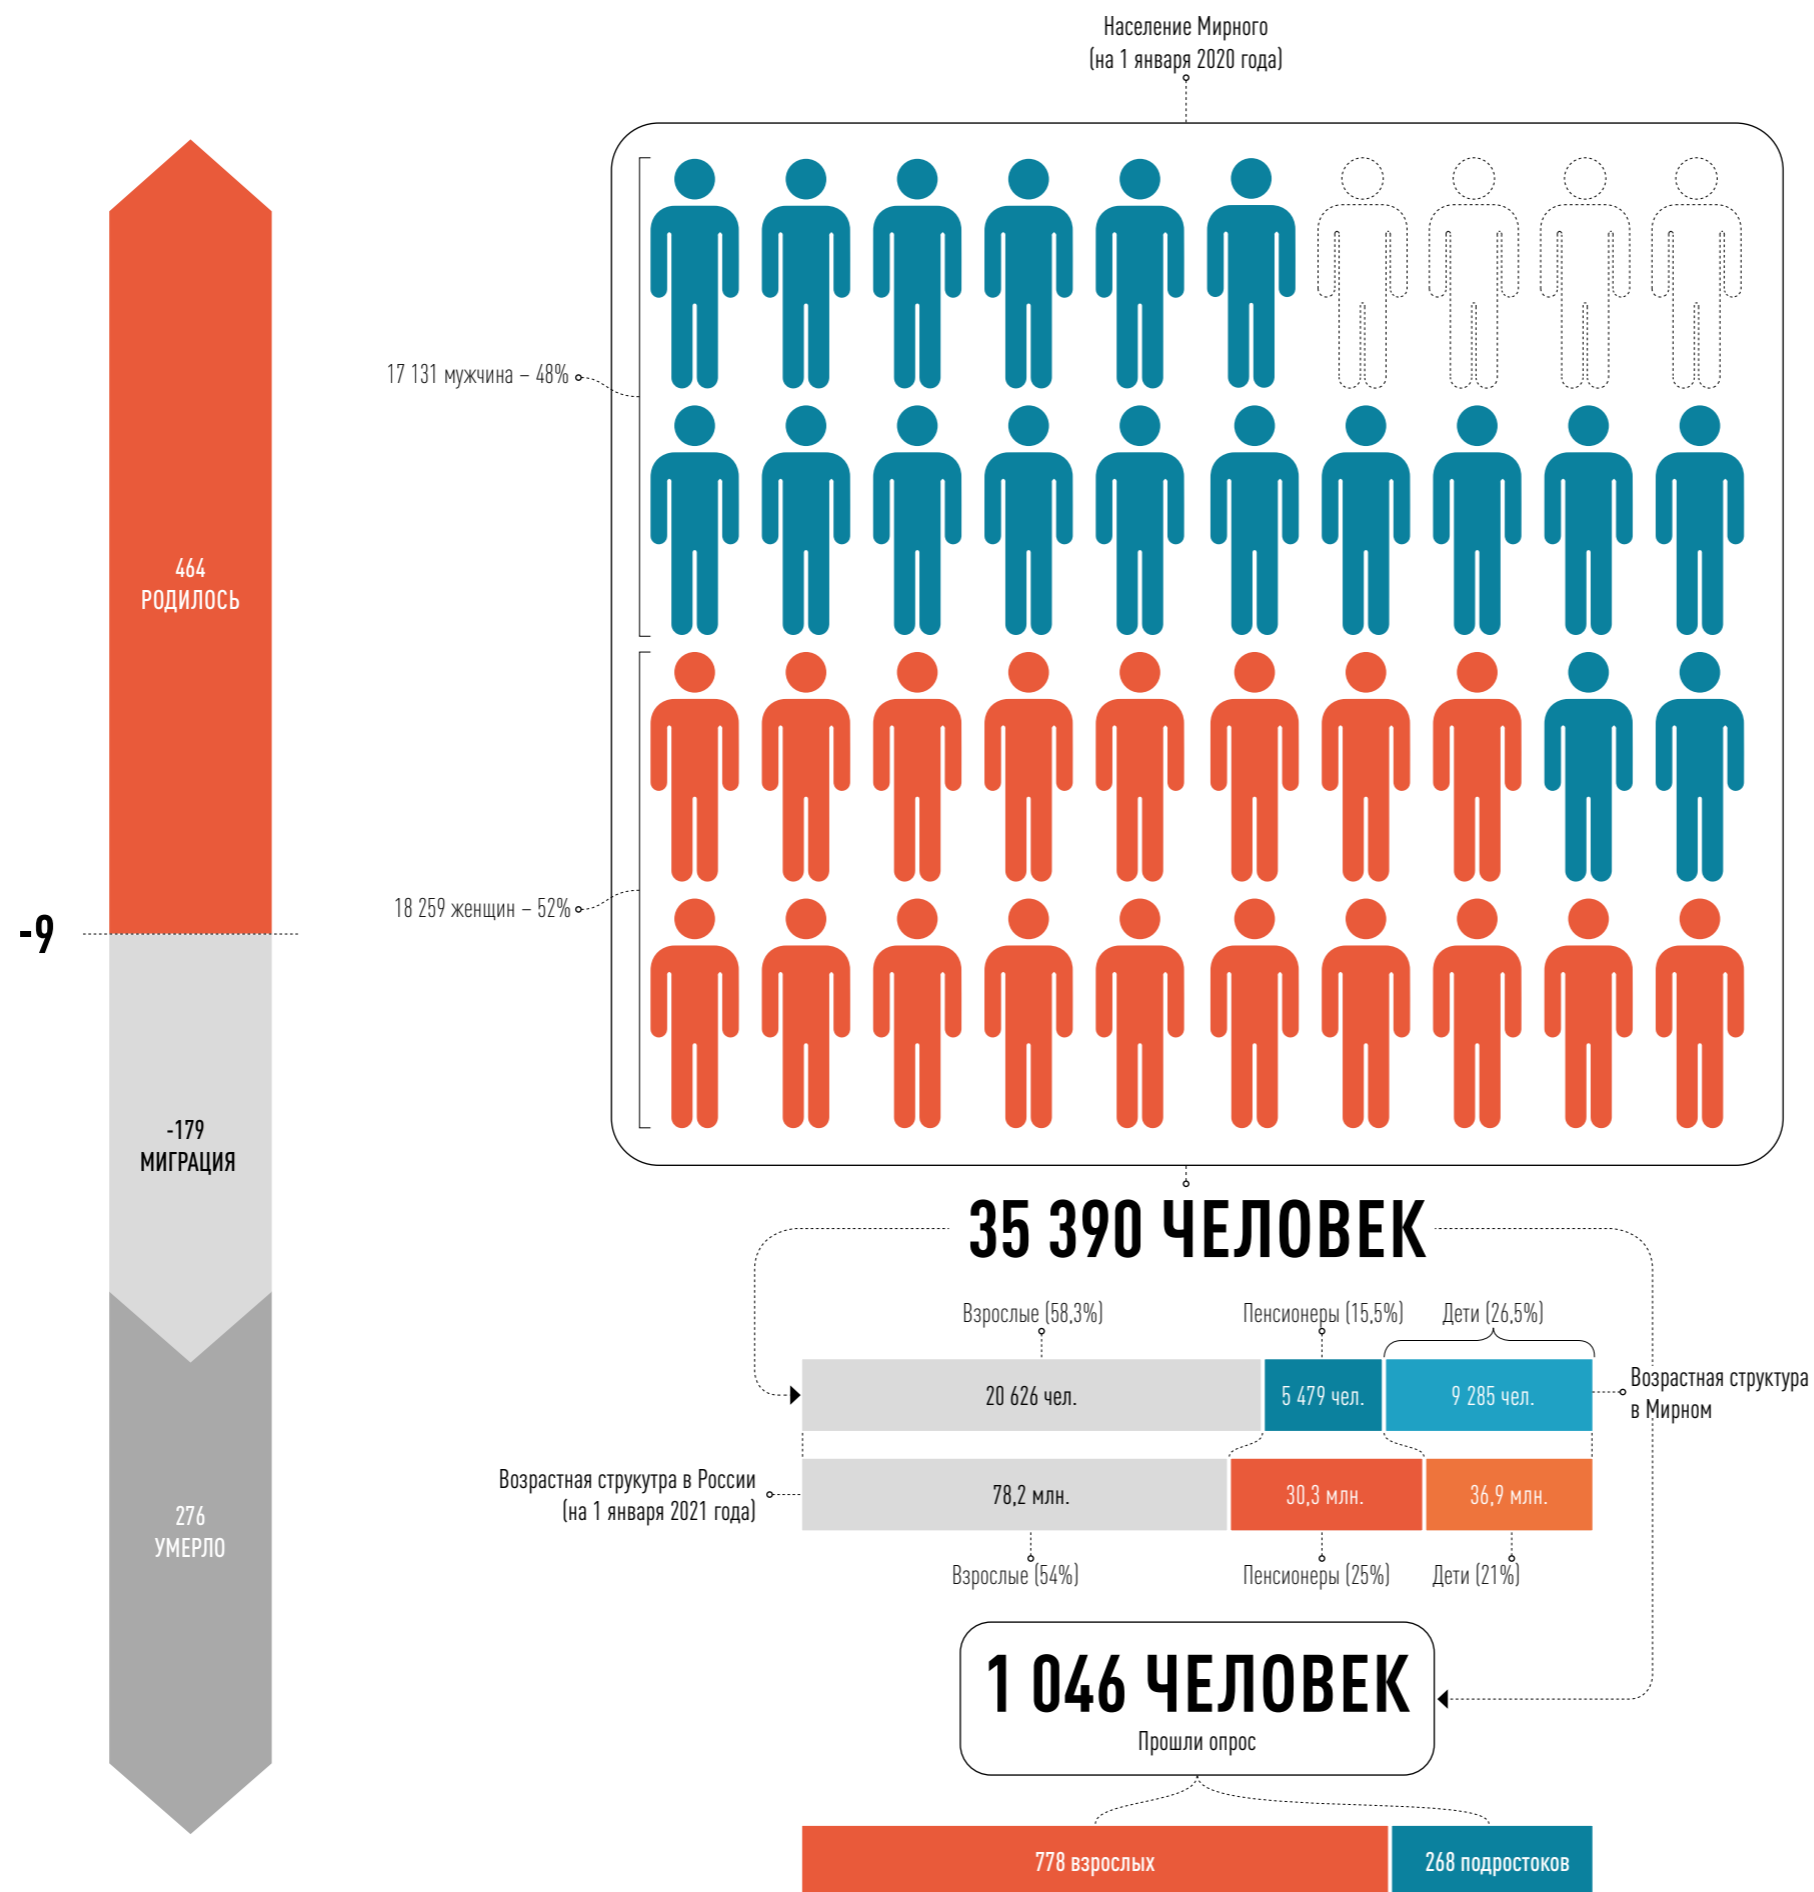 Население Мирного
(на 1 января 2020 года)
464
РОДИЛОСЬ
-9
-179
МИГРАЦИЯ
276
УМЕРЛО
17 131 мужчина – 48%
18 259 женщин – 52%
35 390 ЧЕЛОВЕК
Взрослые (58,3%)
Пенсионеры (15,5%)
Дети (26,5%)
20 626 чел.
5 479 чел.
9 285 чел.
Возрастная структура
в Мирном
Возрастная струкутра в России
(на 1 января 2021 года)
78,2 млн.
30,3 млн.
36,9 млн.
Взрослые (54%)
Пенсионеры (25%)
Дети (21%)
1 046 ЧЕЛОВЕК
Прошли опрос
778 взрослых
268 подростоков